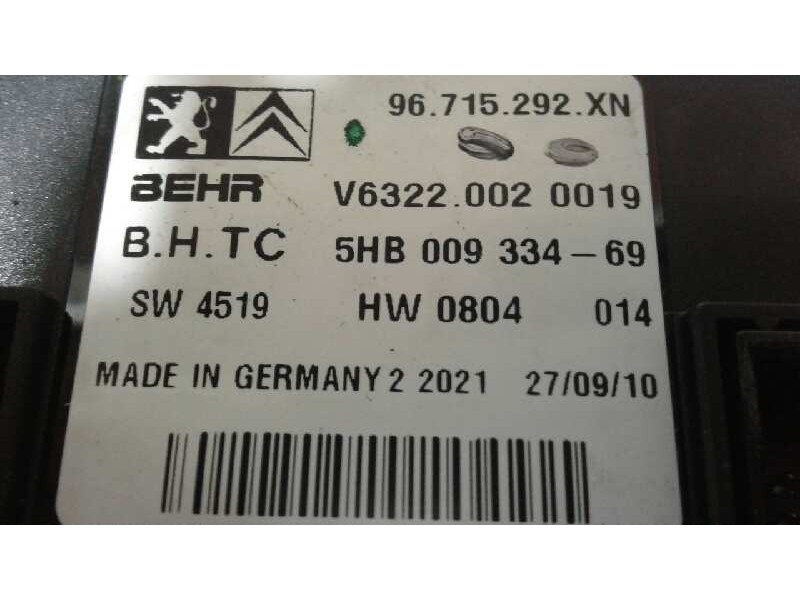 96.715.292.XN
BEHR V6322.002 0019
B.H.TC 5HB 009 334-69
SW 4519 HW 0804 014
MADE IN GERMANY 2 2021 27/09/10